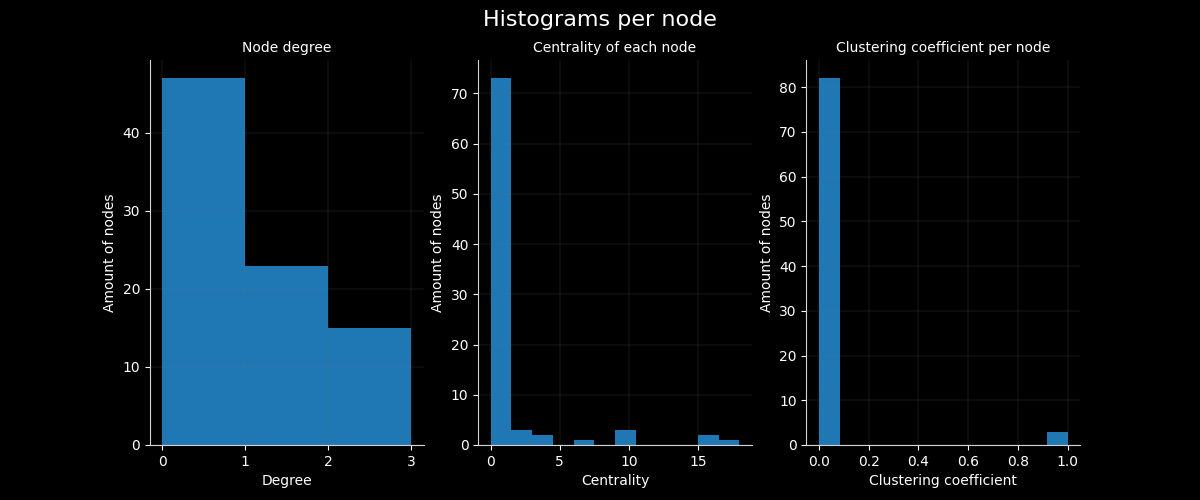 Histograms per node
Node degree
Amount of nodes
40
30
20
10
0
0 1 2 3
Degree
Centrality of each node
Amount of nodes
70
60
50
40
30
20
10
0
0 5 10 15
Centrality
Clustering coefficient per node
Amount of nodes
80
70
60
50
40
30
20
10
0
0.0 0.2 0.4 0.6 0.8 1.0
Clustering coefficient